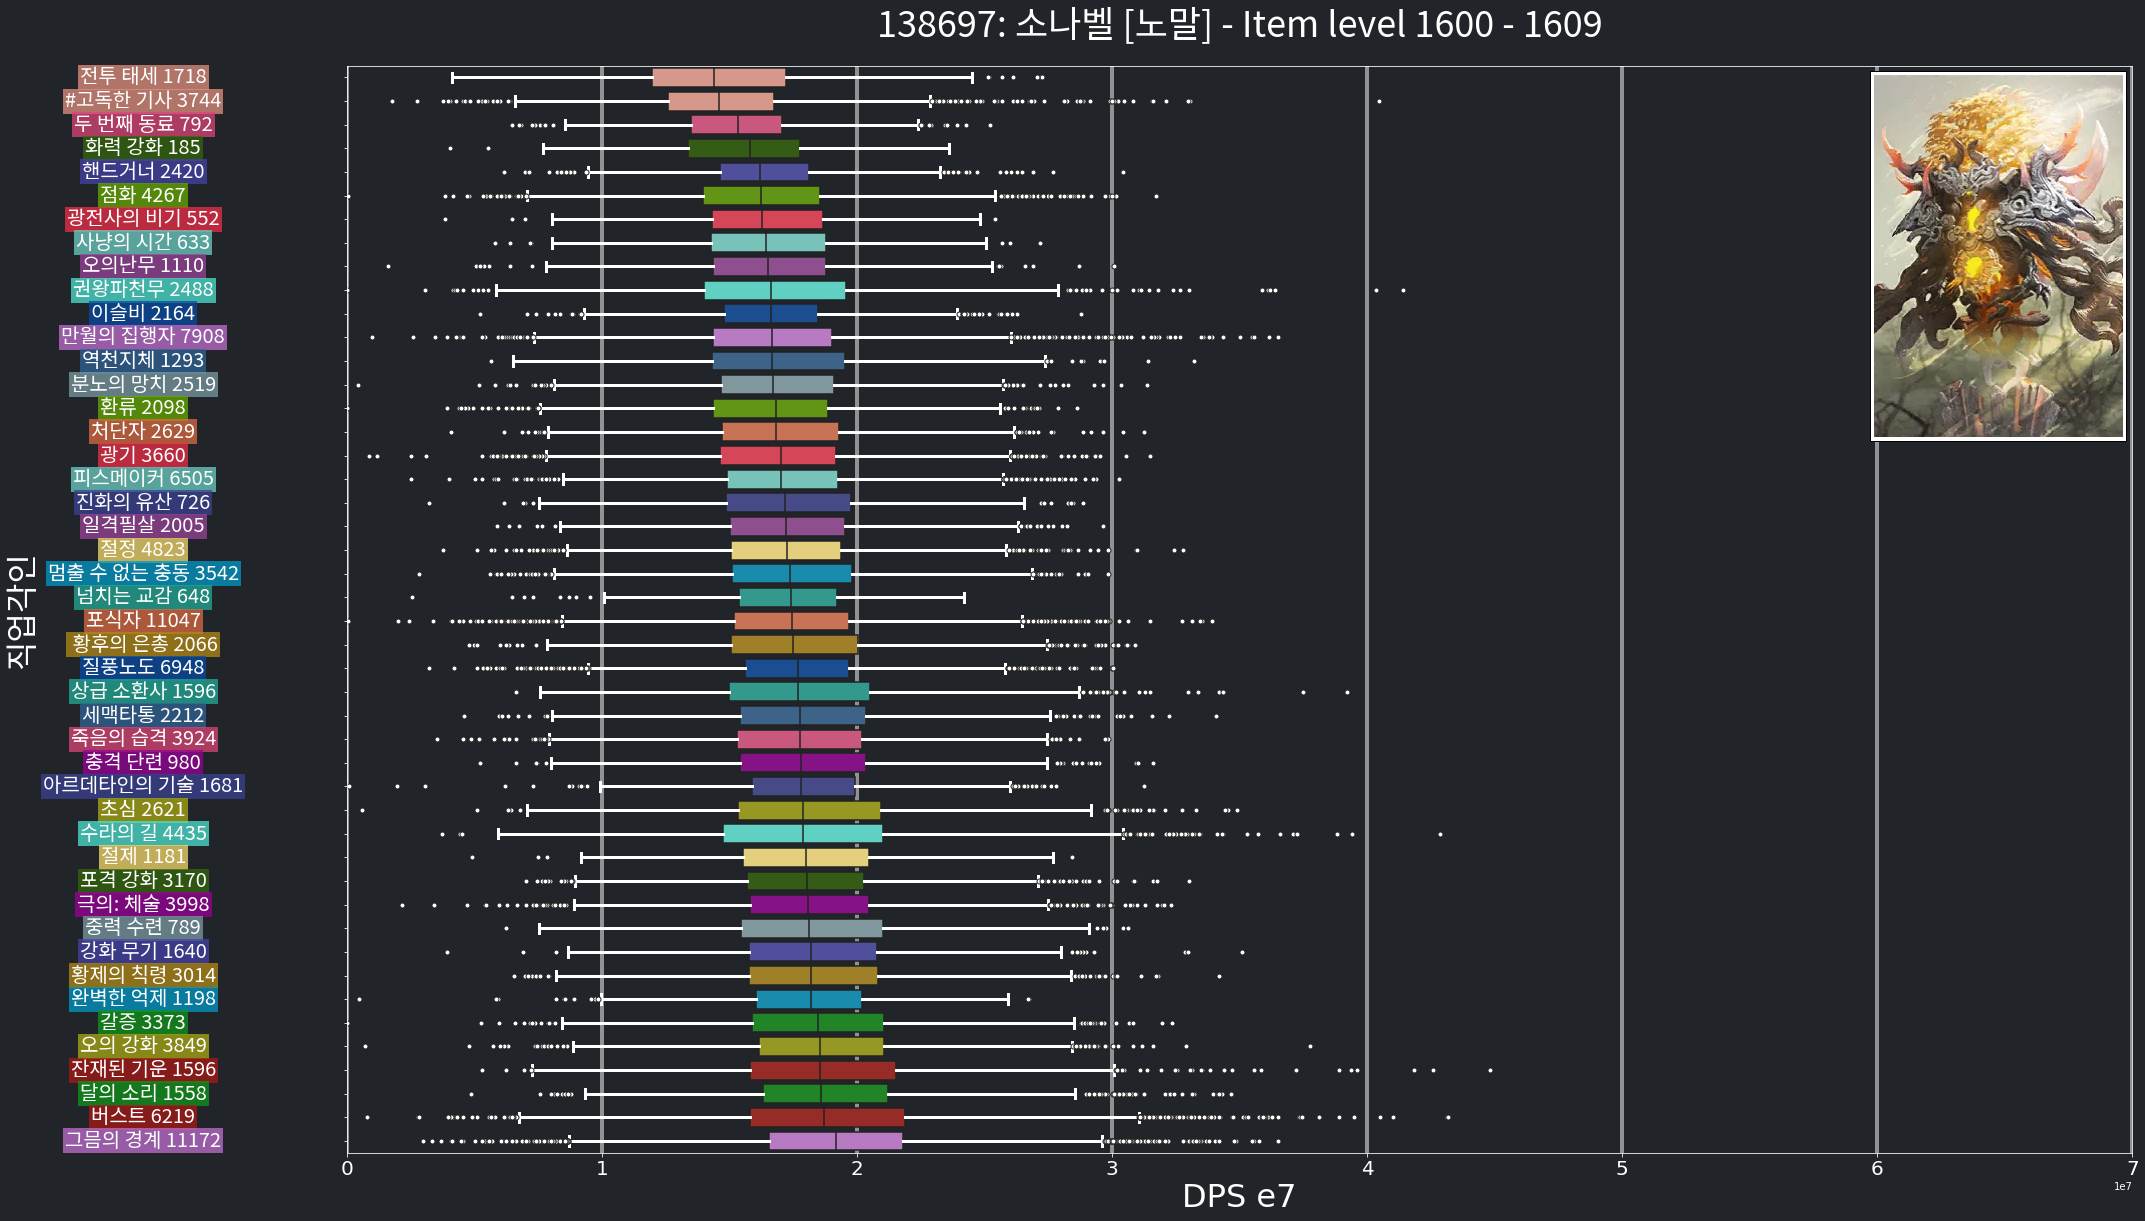 138697: 소나벨 [노말] - Item level 1600 - 1609
전투 태세 1718
#고독한 기사 3744
두 번째 동료 792
화력 강화 185
핸드거너 2420
점화 4267
광전사의 비기 552
사냥의 시간 633
오의난무 1110
권왕파천무 2488
이슬비 2164
만월의 집행자 7908
역천지체 1293
분노의 망치 2519
환류 2098
처단자 2629
광기 3660
피스메이커 6505
진화의 유산 726
일격필살 2005
절정 4823
멈출 수 없는 충동 3542
넘치는 교감 648
포식자 11047
황후의 은총 2066
질풍노도 6948
상급 소환사 1596
세맥타통 2212
죽음의 습격 3924
충격 단련 980
아르데타인의 기술 1681
초심 2621
수라의 길 4435
절제 1181
포격 강화 3170
극의: 체술 3998
중력 수련 789
강화 무기 1640
황제의 칙령 3014
완벽한 억제 1198
갈증 3373
오의 강화 3849
잔재된 기운 1596
달의 소리 1558
버스트 6219
그믐의 경계 11172
직업각인
0 1 2 3 4 5 6 7
DPS e7
1e7